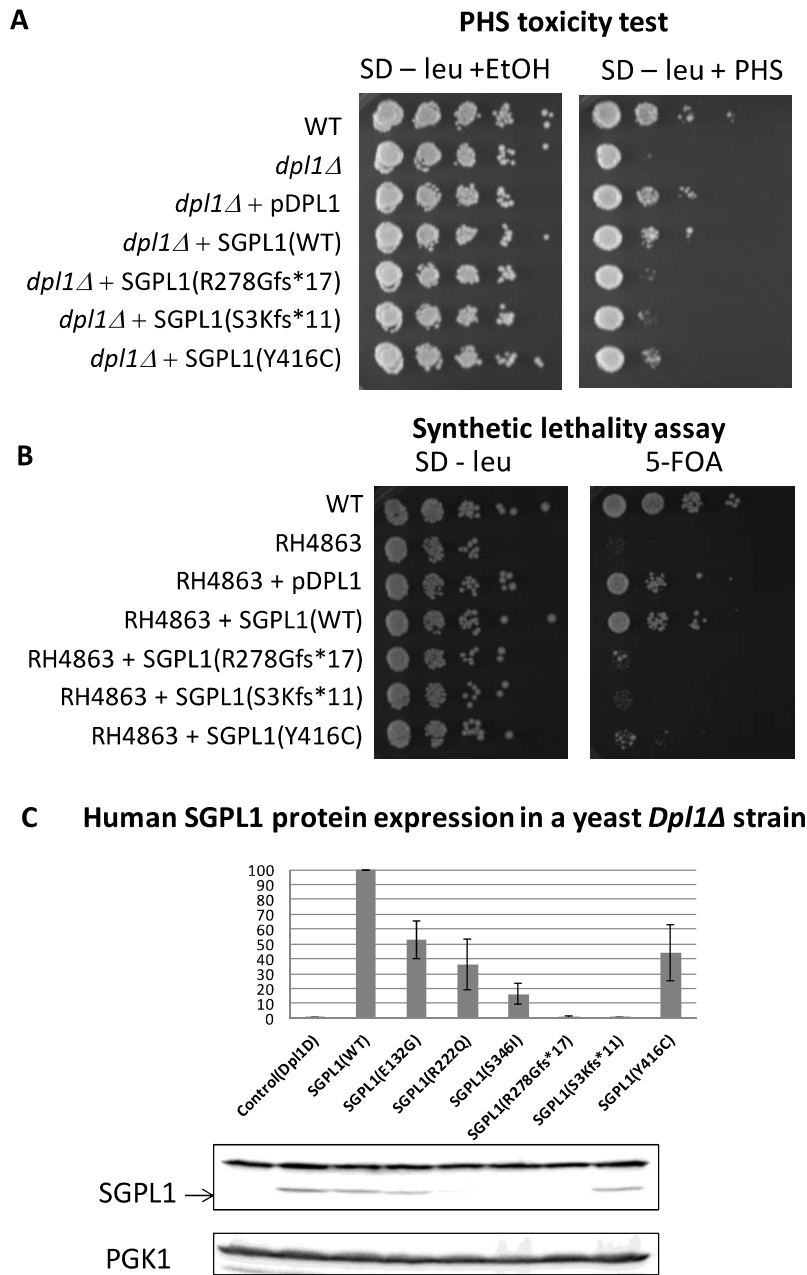 A
PHS toxicity test
SD – leu +EtOH
SD – leu + PHS
WT
dpl1Δ
dpl1Δ + pDPL1
dpl1Δ + SGPL1(WT)
dpl1Δ + SGPL1(R278Gfs*17)
dpl1Δ + SGPL1(S3Kfs*11)
dpl1Δ + SGPL1(Y416C)
B
Synthetic lethality assay
SD - leu
5-FOA
WT
RH4863
RH4863 + pDPL1
RH4863 + SGPL1(WT)
RH4863 + SGPL1(R278Gfs*17)
RH4863 + SGPL1(S3Kfs*11)
RH4863 + SGPL1(Y416C)
C
Human SGPL1 protein expression in a yeast Dpl1Δ strain
100
90
80
70
60
50
40
30
20
10
0
Control(Dpl1D)
SGPL1(WT)
SGPL1(E132G)
SGPL1(R222Q)
SGPL1(S346I)
SGPL1(R278Gfs*17)
SGPL1(S3Kfs*11)
SGPL1(Y416C)
SGPL1
PGK1